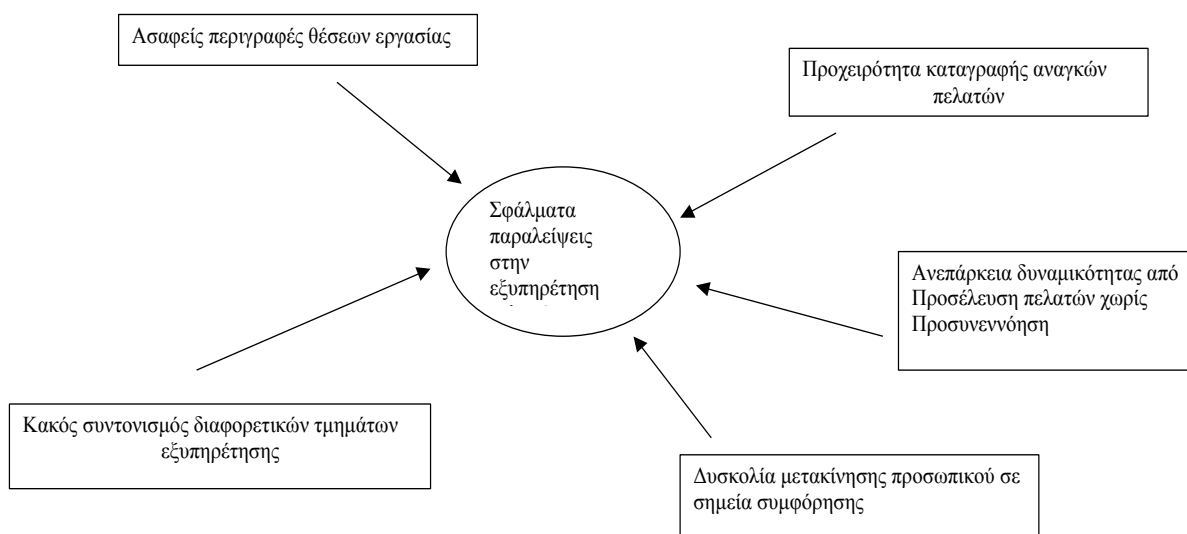 Ασαφείς περιγραφές θέσεων εργασίας
Προχειρότητα καταγραφής αναγκών
πελατών
Σφάλματα
παραλείψεις
στην
εξυπηρέτηση
Ανεπάρκεια δυναμικότητας από
Προσέλευση πελατών χωρίς
Προσυνεννόηση
Κακός συντονισμός διαφορετικών τμημάτων
εξυπηρέτησης
Δυσκολία μετακίνησης προσωπικού σε
σημεία συμφόρησης